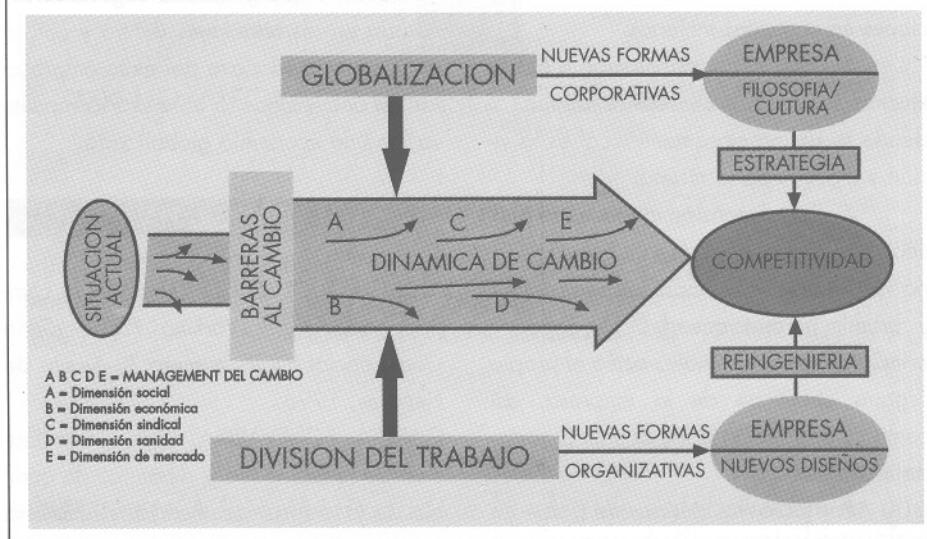 GLOBALIZACION
NUEVAS FORMAS
CORPORATIVAS
EMPRESA
FILOSOFIA/
CULTURA
ESTRATEGIA
SITUACION
ACTUAL
BARRERAS
AL CAMBIO
A
C
E
DINAMICA DE CAMBIO
B
D
COMPETITIVIDAD
REINGENIERIA
A B C D E = MANAGEMENT DEL CAMBIO
A = Dimensión social
B = Dimensión económica
C = Dimensión sindical
D = Dimensión sanidad
E = Dimensión de mercado
DIVISION DEL TRABAJO
NUEVAS FORMAS
ORGANIZATIVAS
EMPRESA
NUEVOS DISEÑOS